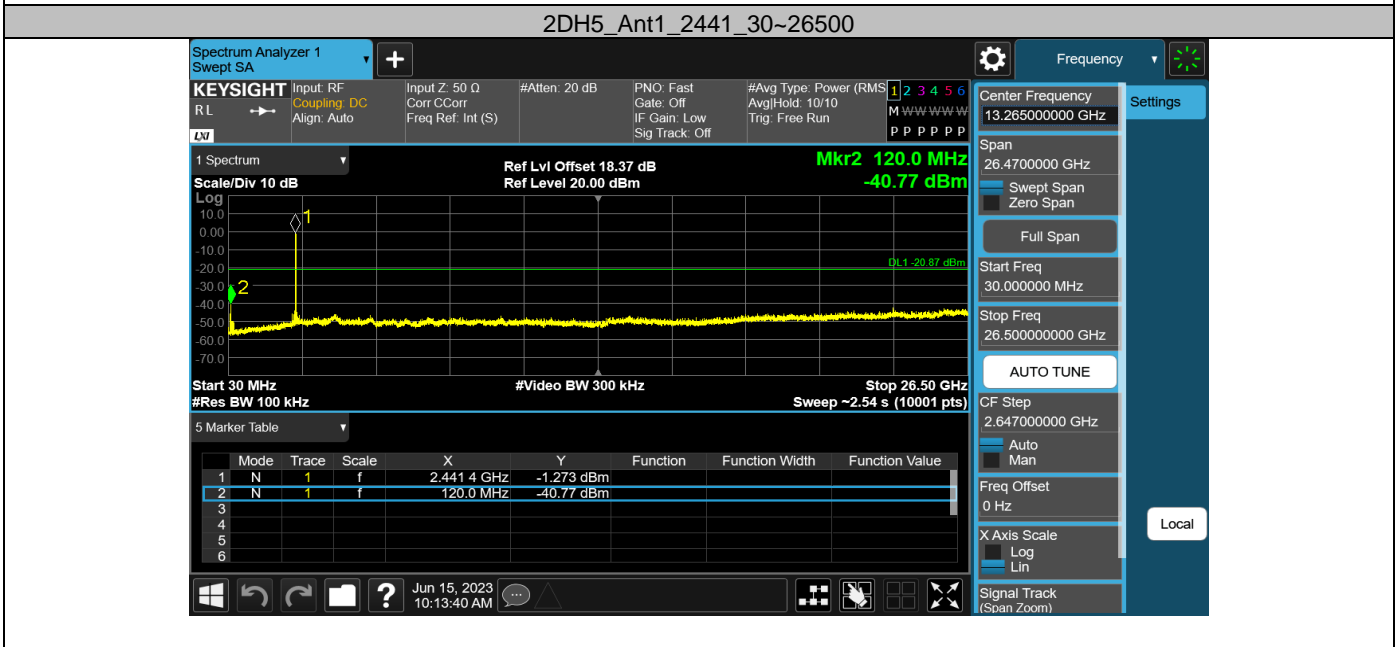 2DH5_Ant1_2441_30~26500
Spectrum Analyzer 1
Swept SA
▼
+
Frequency
▼
KEYSIGHT
RL
LXI
Input: RF
Coupling: DC
Align: Auto
Input Z: 50 Ω
Corr CCorr
Freq Ref: Int (S)
#Atten: 20 dB
PNO: Fast
Gate: Off
IF Gain: Low
Sig Track: Off
#Avg Type: Power (RMS
Avg|Hold: 10/10
Trig: Free Run
1 2 3 4 5 6
M W W W W W
P P P P P P
1 Spectrum ▼
Scale/Div 10 dB
Ref Lvl Offset 18.37 dB
Ref Level 20.00 dBm
Mkr2 120.0 MHz
-40.77 dBm
Log
10.0
0.00
-10.0
-20.0
-30.0
-40.0
-50.0
-60.0
-70.0
1
2
DL1 -20.87 dBm
Start 30 MHz
#Res BW 100 kHz
#Video BW 300 kHz
Stop 26.50 GHz
Sweep ~2.54 s (10001 pts)
5 Marker Table ▼
Mode Trace Scale X Y Function Function Width Function Value
1 N 1 f 2.441 4 GHz -1.273 dBm
2 N 1 f 120.0 MHz -40.77 dBm
3
4
5
6
Center Frequency
13.265000000 GHz
Settings
Span
26.4700000 GHz
Swept Span
Zero Span
Full Span
Start Freq
30.000000 MHz
Stop Freq
26.500000000 GHz
AUTO TUNE
CF Step
2.647000000 GHz
Auto
Man
Freq Offset
0 Hz
Local
X Axis Scale
Log
Lin
Signal Track
(Span Zoom)
?
Jun 15, 2023
10:13:40 AM